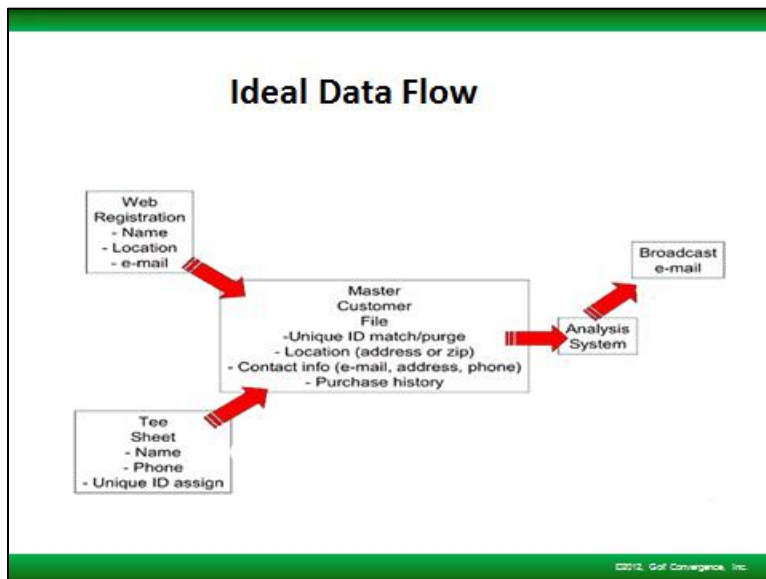 Ideal Data Flow
Web
Registration
- Name
- Location
- e-mail
Broadcast
e-mail
Master
Customer
File
-Unique ID match/purge
- Location (address or zip)
- Contact info (e-mail, address, phone)
- Purchase history
Analysis
System
Tee
Sheet
- Name
- Phone
- Unique ID assign
©2012, Golf Convergence, Inc.